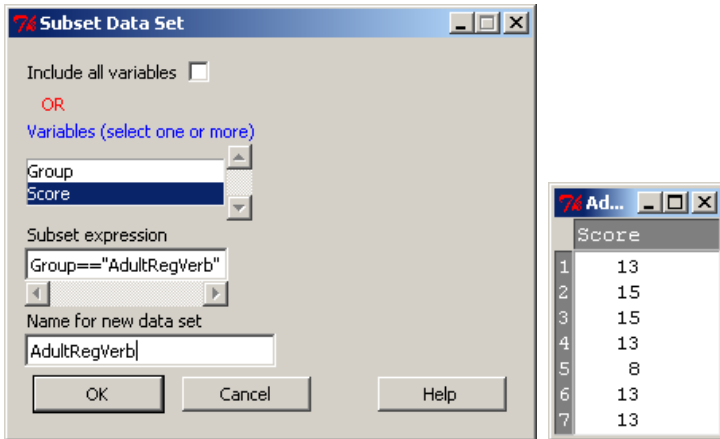 Subset Data Set
Include all variables
OR
Variables (select one or more)
Group
Score
Subset expression
Group=="AdultRegVerb"
Name for new data set
AdultRegVerb
OK Cancel Help
Ad...
Score
1 13
2 15
3 15
4 13
5 8
6 13
7 13